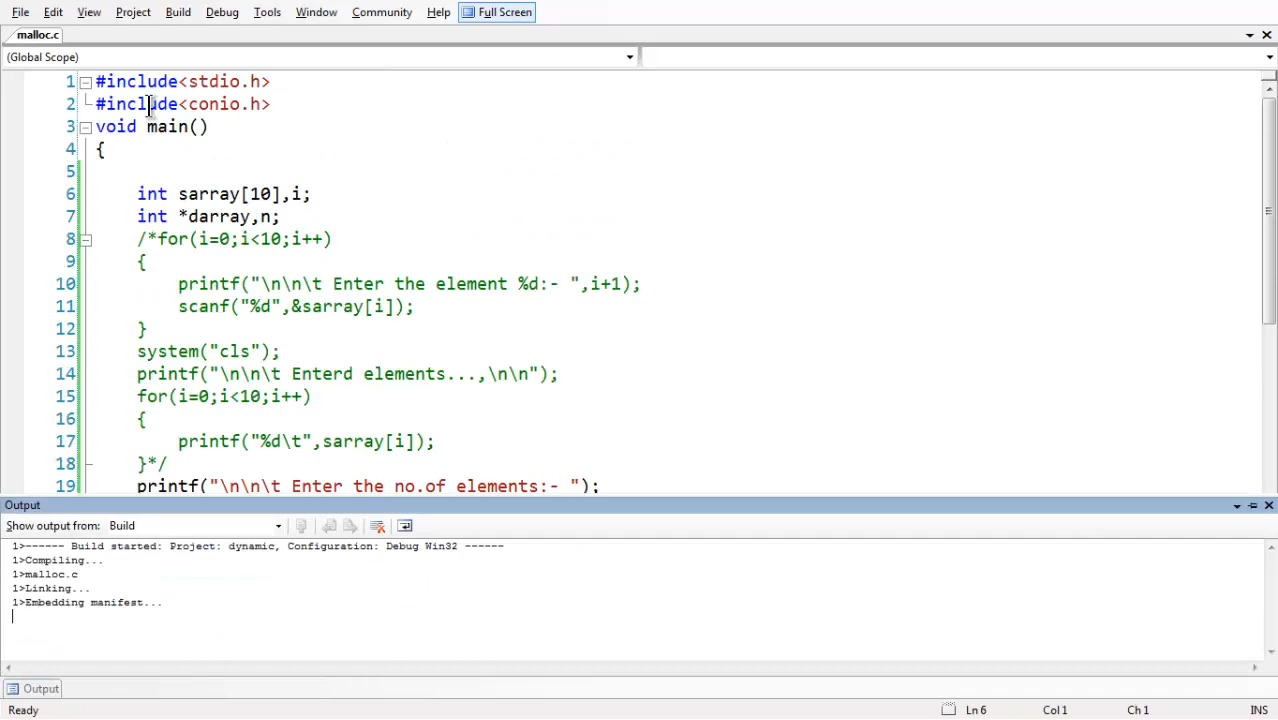 File Edit View Project Build Debug Tools Window Community Help Full Screen
malloc.c
(Global Scope)
1 #include<stdio.h>
2 #include<conio.h>
3 void main()
4 {
5
6 int sarray[10],i;
7 int *darray,n;
8 /*for(i=0;i<10;i++)
9 {
10 printf("\n\n\t Enter the element %d:- ",i+1);
11 scanf("%d",&sarray[i]);
12 }
13 system("cls");
14 printf("\n\n\t Enterd elements...,\n\n");
15 for(i=0;i<10;i++)
16 {
17 printf("%d\t",sarray[i]);
18 }*/
19 printf("\n\n\t Enter the no.of elements:- ");
Output
Show output from: Build
1>------ Build started: Project: dynamic, Configuration: Debug Win32 ------
1>Compiling...
1>malloc.c
1>Linking...
1>Embedding manifest...
Output
Ready Ln 6 Col 1 Ch 1 INS